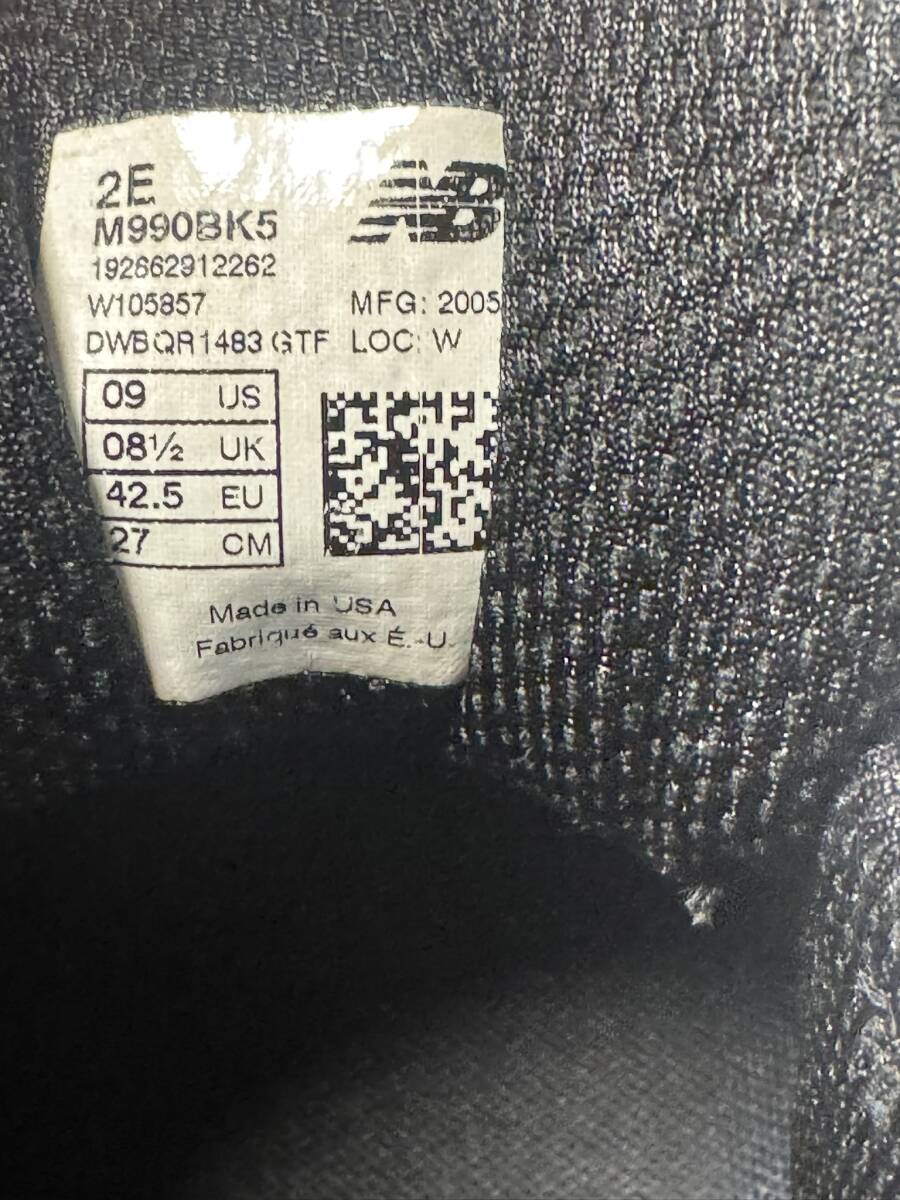 2E
NB
M990BK5
192662912262
W105857 MFG: 2005
DWBQR1483 GTF LOC: W
09 US
08½ UK
42.5 EU
27 CM
Made in USA
Fabriqué aux É.-U.